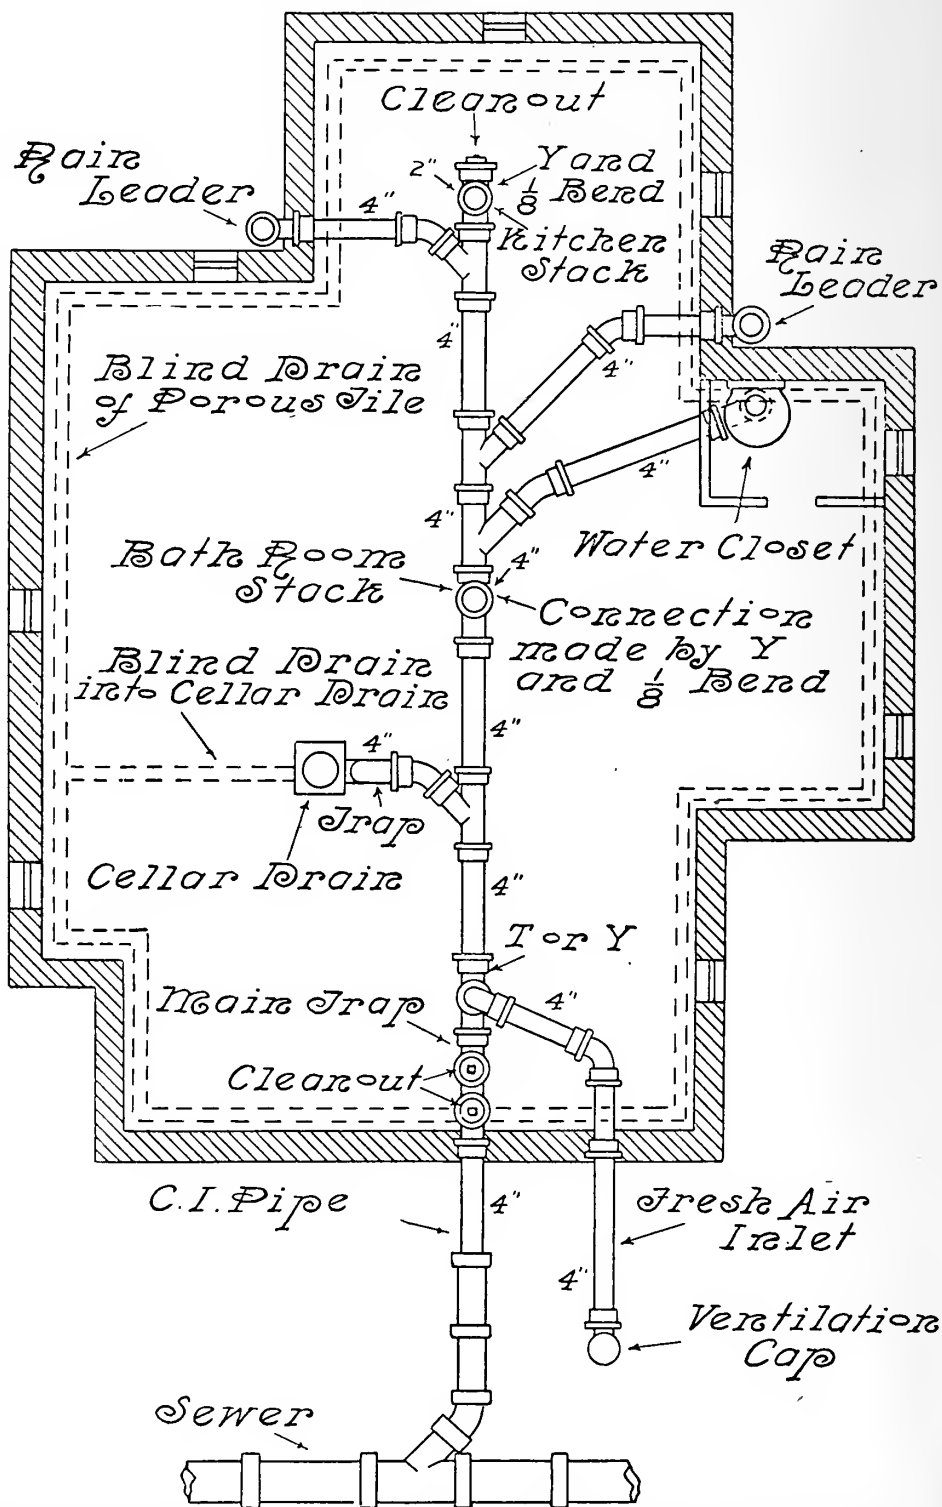 Cleanout
Rain
Leader
2"
Y and
1/8 Bend
4"
Kitchen
Stack
Rain
Leader
4"
4"
Blind Drain
of Porous Tile
4"
4"
Water Closet
Bath Room
Stack
4"
Connection
made by Y
and 1/8 Bend
Blind Drain
into Cellar Drain
4"
4"
Trap
Cellar Drain
4"
T or Y
4"
Main Trap
Cleanout
C.I. Pipe
4"
Fresh Air
Inlet
4"
Ventilation
Cap
Sewer